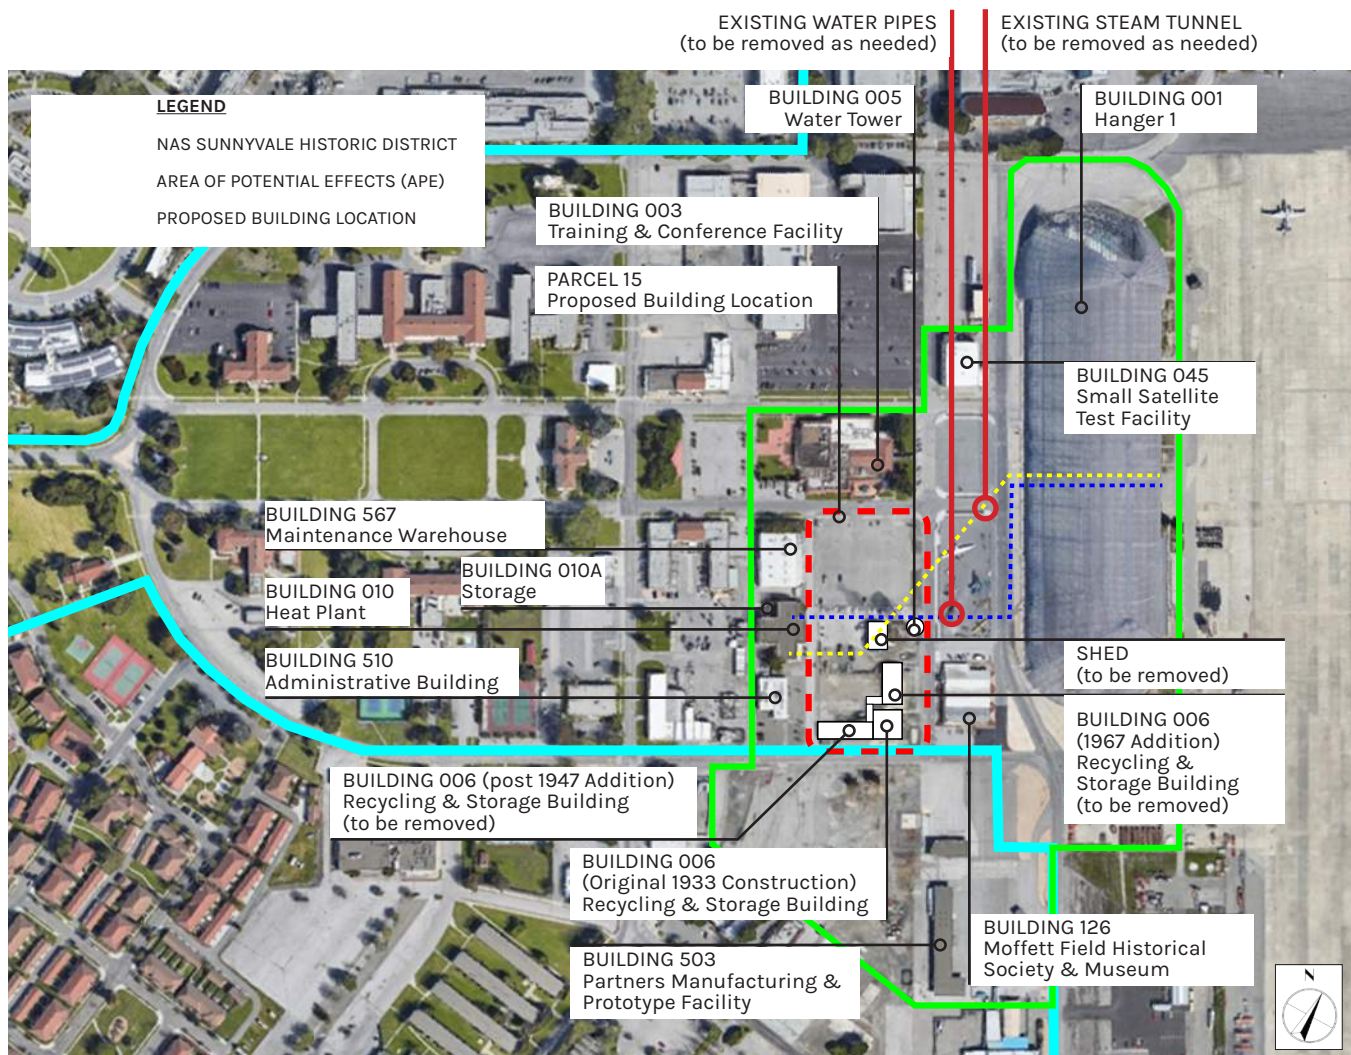 EXISTING WATER PIPES
(to be removed as needed)
EXISTING STEAM TUNNEL
(to be removed as needed)
LEGEND
NAS SUNNYVALE HISTORIC DISTRICT
AREA OF POTENTIAL EFFECTS (APE)
PROPOSED BUILDING LOCATION
BUILDING 005
Water Tower
BUILDING 001
Hanger 1
BUILDING 003
Training & Conference Facility
PARCEL 15
Proposed Building Location
BUILDING 045
Small Satellite
Test Facility
BUILDING 567
Maintenance Warehouse
BUILDING 010A
Storage
BUILDING 010
Heat Plant
BUILDING 510
Administrative Building
SHED
(to be removed)
BUILDING 006
(1967 Addition)
Recycling &
Storage Building
(to be removed)
BUILDING 006 (post 1947 Addition)
Recycling & Storage Building
(to be removed)
BUILDING 006
(Original 1933 Construction)
Recycling & Storage Building
BUILDING 126
Moffett Field Historical
Society & Museum
BUILDING 503
Partners Manufacturing &
Prototype Facility
N